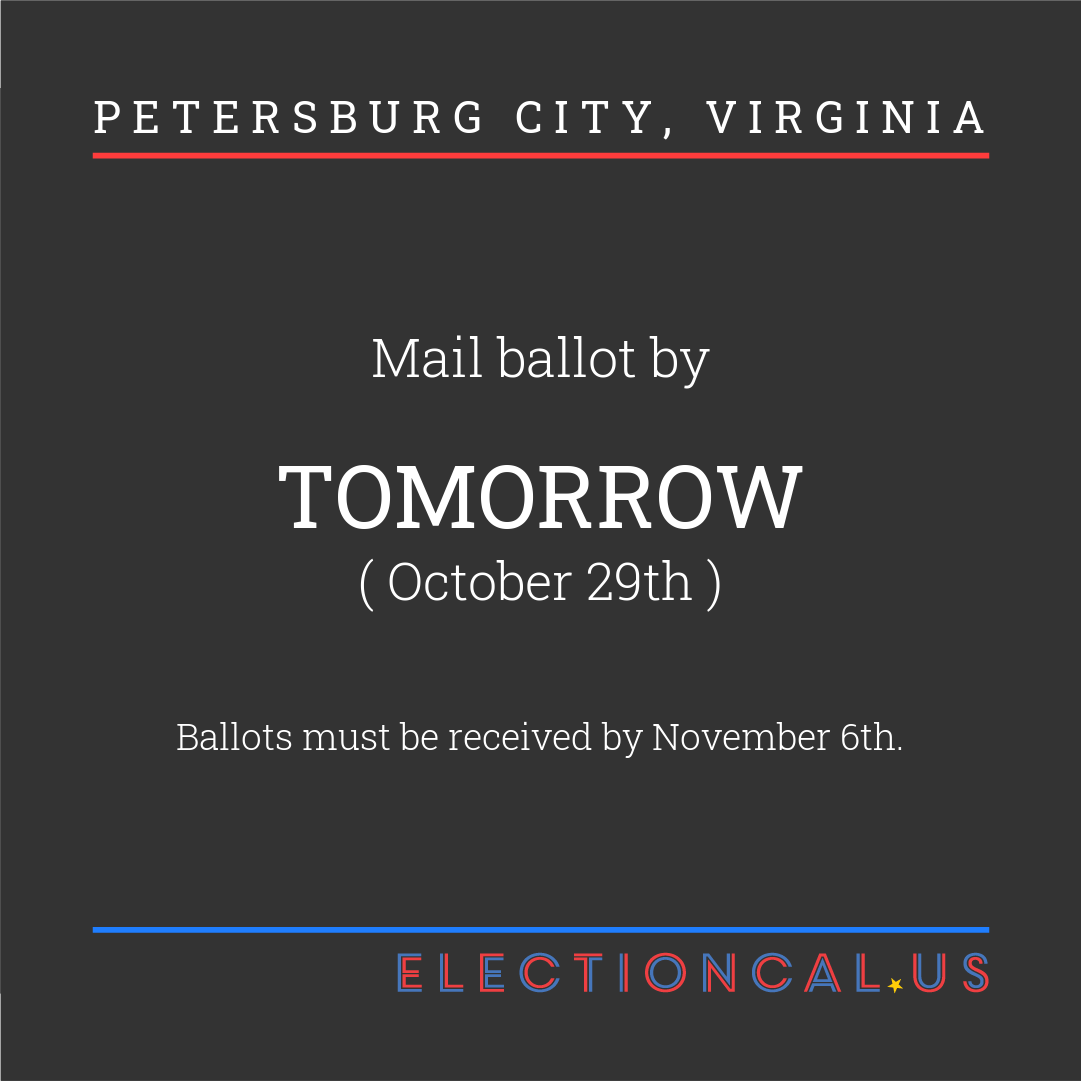 PETERSBURG CITY, VIRGINIA
Mail ballot by
TOMORROW
( October 29th )
Ballots must be received by November 6th.
ELECTIONCAL.US